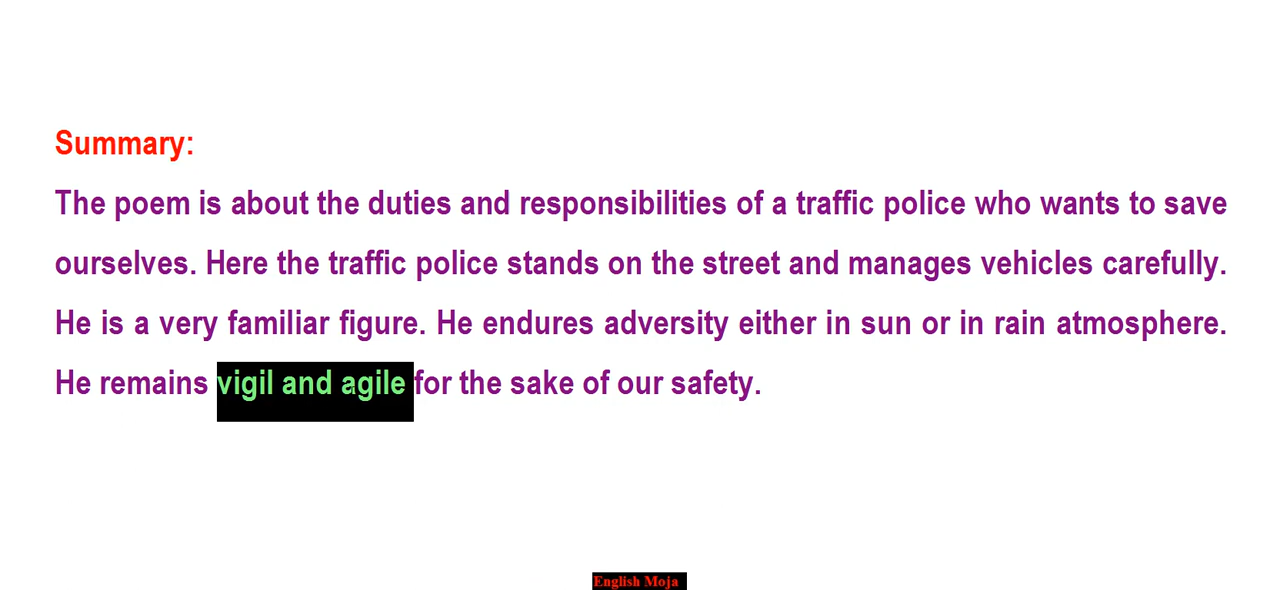 Summary:
The poem is about the duties and responsibilities of a traffic police who wants to save
ourselves. Here the traffic police stands on the street and manages vehicles carefully.
He is a very familiar figure. He endures adversity either in sun or in rain atmosphere.
He remains vigil and agile for the sake of our safety.
English Moja